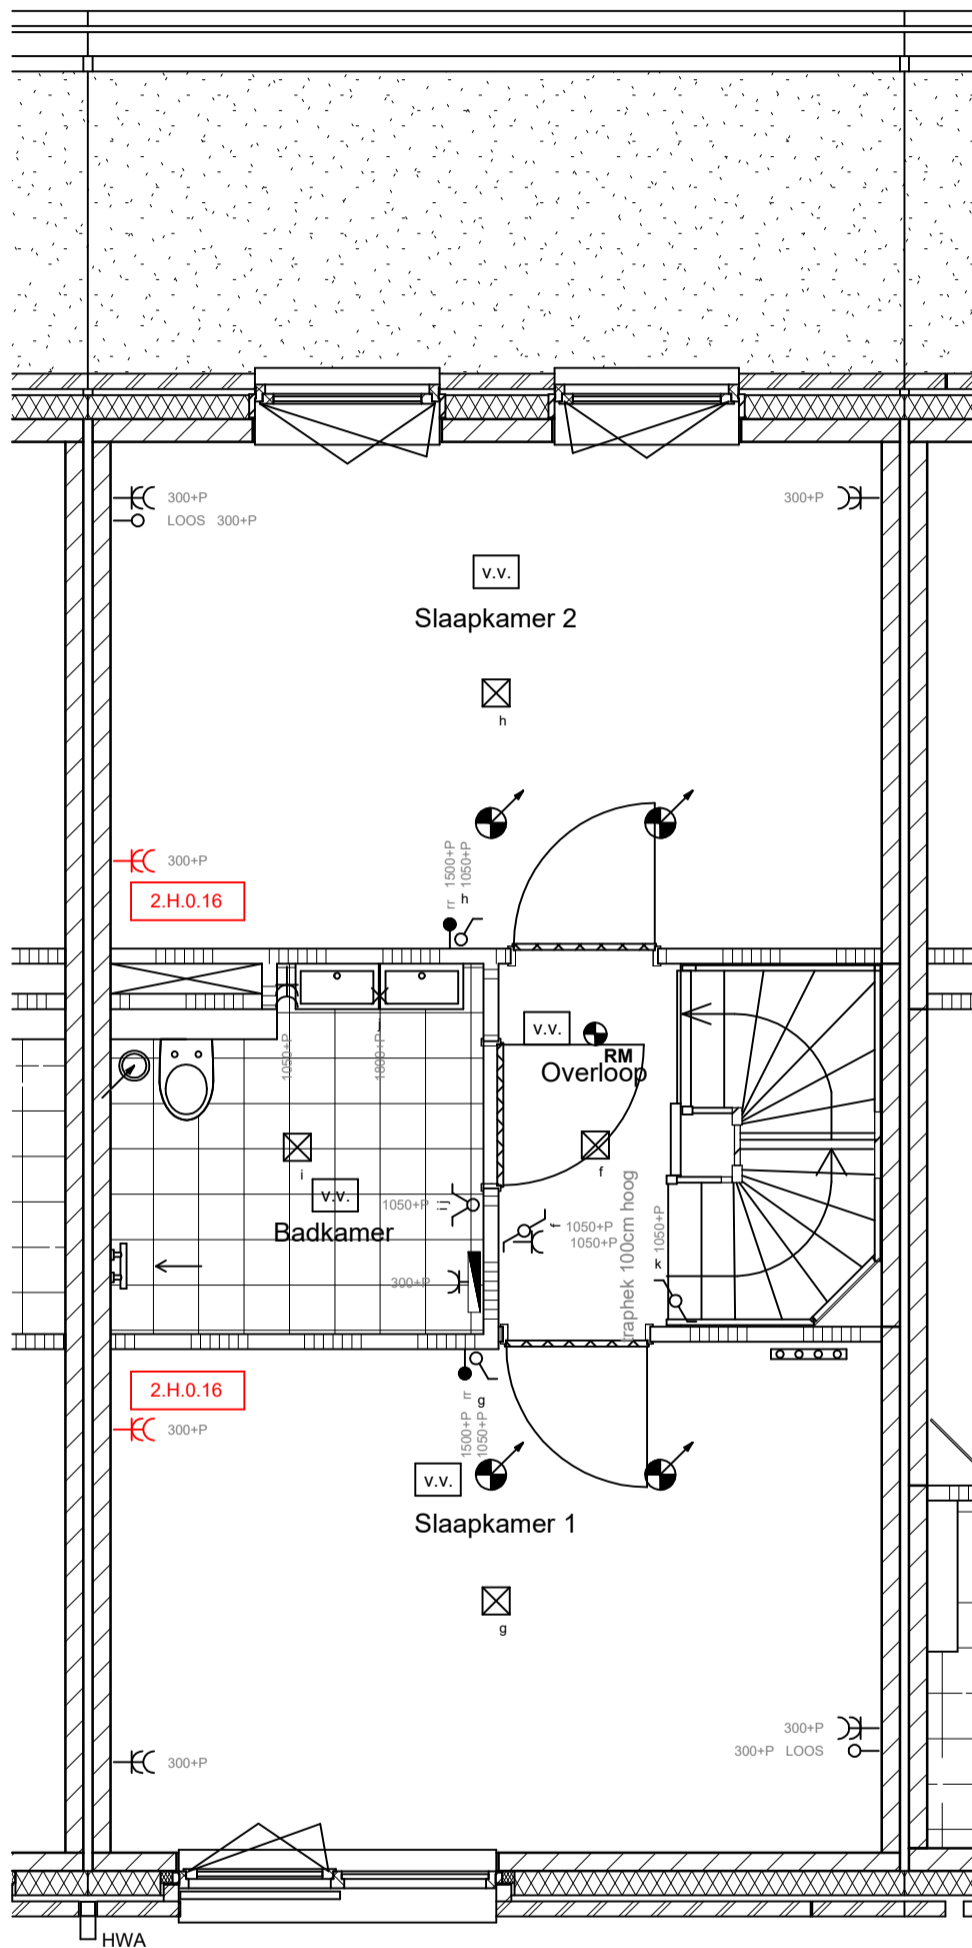 300+P
LOOS 300+P
300+P
v.v.
Slaapkamer 2
h
300+P
2.H.0.16
rr 1500+P
h 1050+P
1050+P
1800+P
j
v.v.
RM
Overloop
i
v.v.
Badkamer
1050+P
i j
300+P
f
f 1050+P
1050+P
traphek 100cm hoog
k 1050+P
2.H.0.16
300+P
rr
g
1500+P
1050+P
v.v.
Slaapkamer 1
g
300+P
300+P LOOS
300+P
HWA